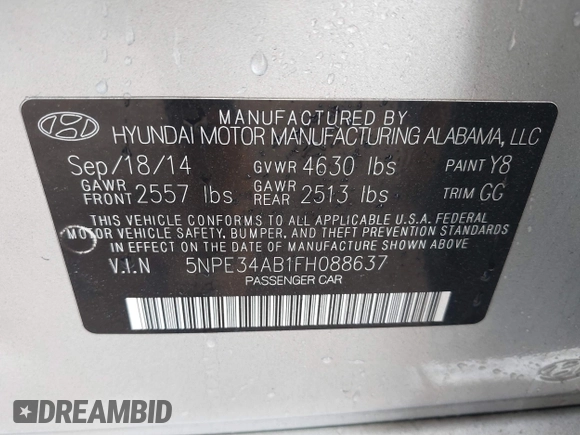 MANUFACTURED BY
HYUNDAI MOTOR MANUFACTURING ALABAMA, LLC
Sep/18/14 GVWR 4630 lbs PAINT Y8
GAWR FRONT 2557 lbs GAWR REAR 2513 lbs TRIM GG
THIS VEHICLE CONFORMS TO ALL APPLICABLE U.S.A. FEDERAL
MOTOR VEHICLE SAFETY, BUMPER, AND THEFT PREVENTION STANDARDS
IN EFFECT ON THE DATE OF MANUFACTURE SHOWN ABOVE.
V.I.N 5NPE34AB1FH088637
PASSENGER CAR
DREAMBID